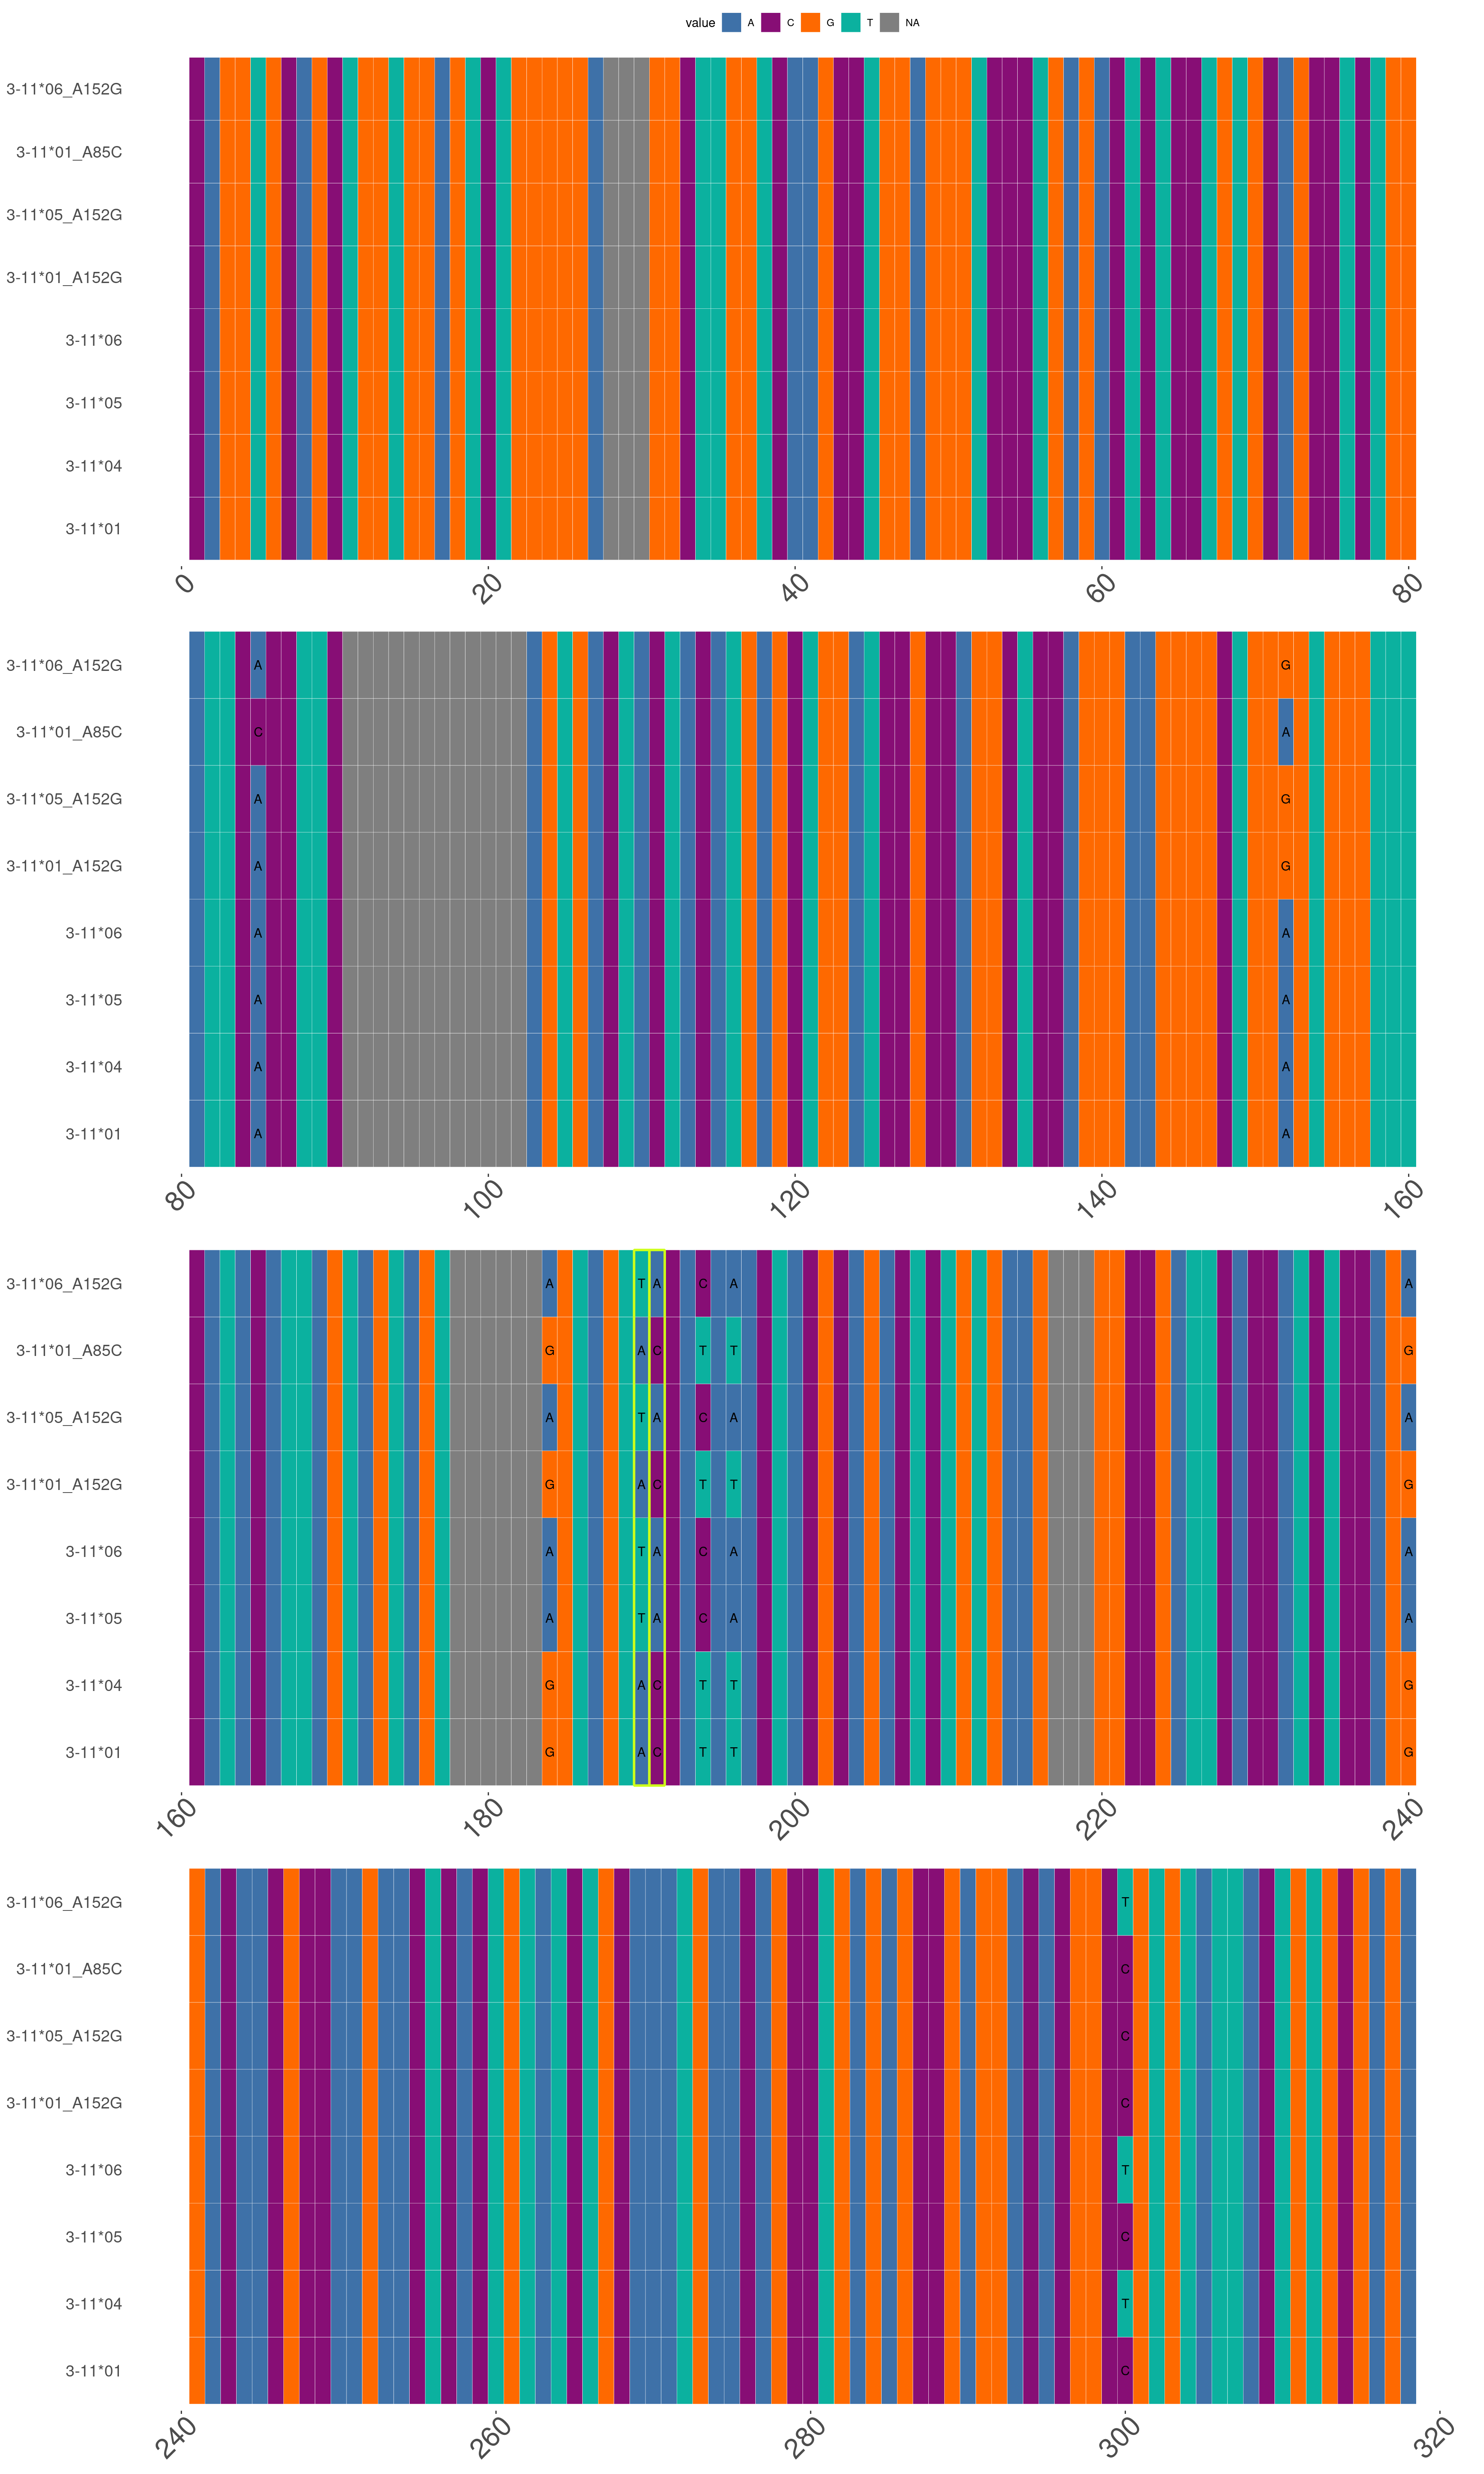 value A C G T NA
3-11*06_A152G
3-11*01_A85C
3-11*05_A152G
3-11*01_A152G
3-11*06
3-11*05
3-11*04
3-11*01
0 20 40 60 80
3-11*06_A152G A G
3-11*01_A85C C A
3-11*05_A152G A G
3-11*01_A152G A G
3-11*06 A A
3-11*05 A A
3-11*04 A A
3-11*01 A A
80 100 120 140 160
3-11*06_A152G A T A C A A
3-11*01_A85C G A C T T G
3-11*05_A152G A T A C A A
3-11*01_A152G G A C T T G
3-11*06 A T A C A A
3-11*05 A T A C A A
3-11*04 G A C T T G
3-11*01 G A C T T G
160 180 200 220 240
3-11*06_A152G T
3-11*01_A85C C
3-11*05_A152G C
3-11*01_A152G C
3-11*06 T
3-11*05 C
3-11*04 T
3-11*01 C
240 260 280 300 320